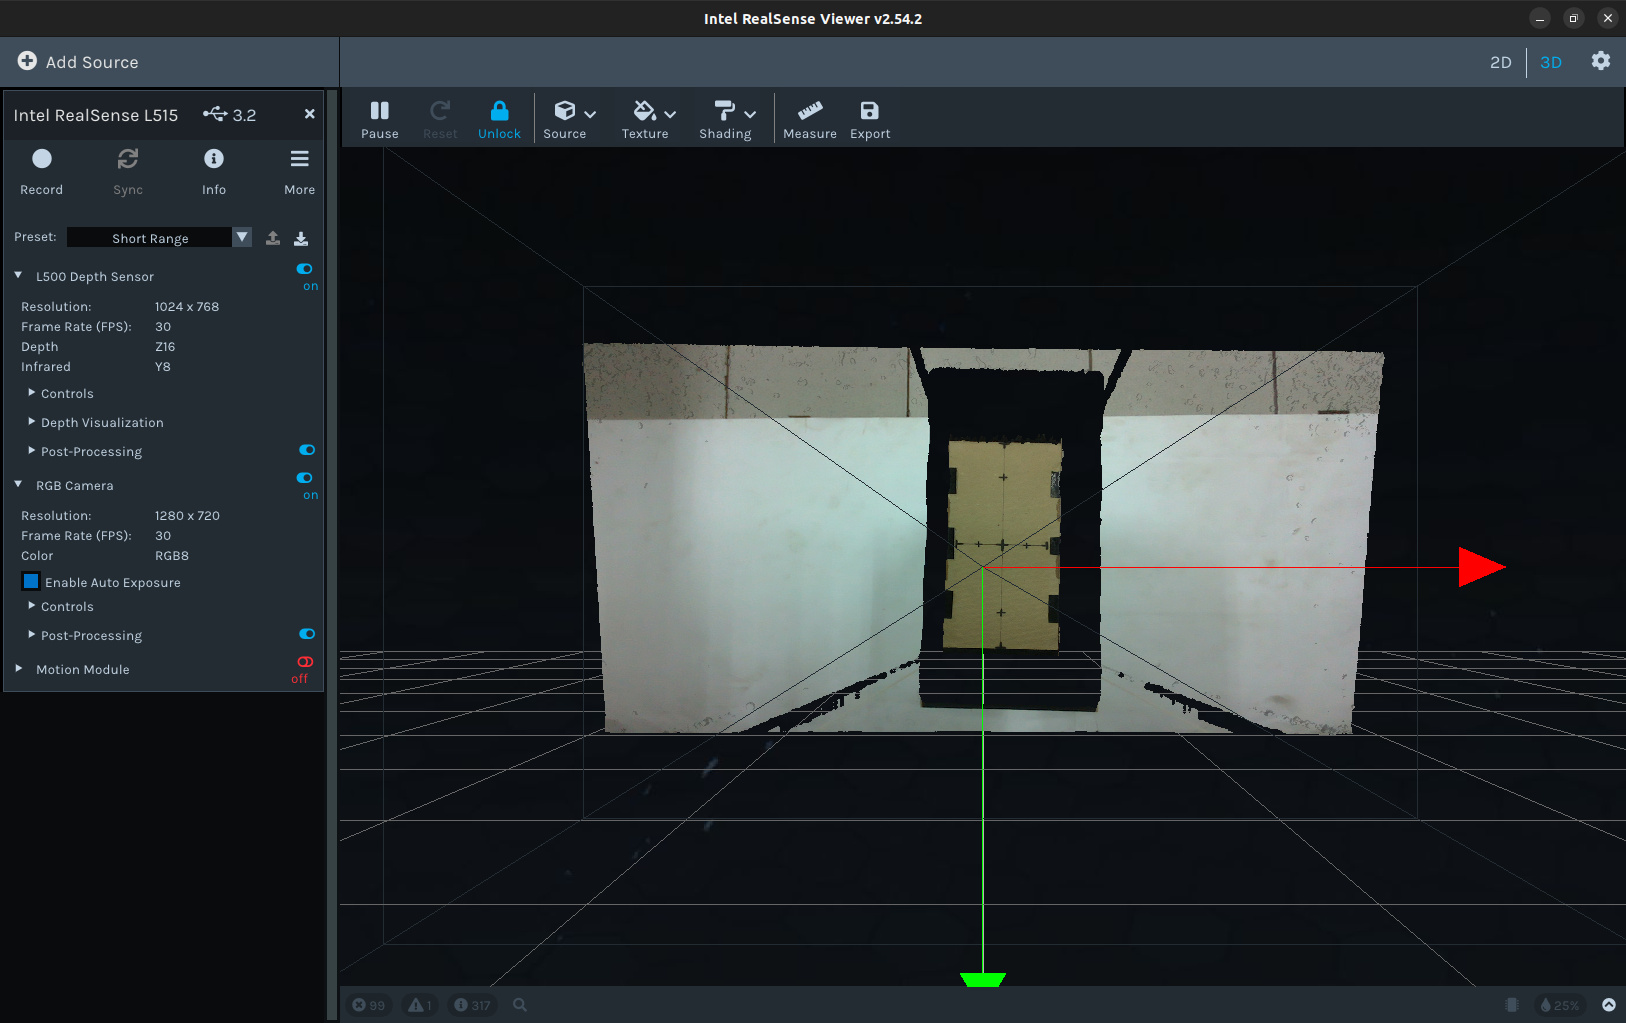 Intel RealSense Viewer v2.54.2
Add Source
2D
3D
Intel RealSense L515
3.2
Pause
Reset
Unlock
Source
Texture
Shading
Measure
Export
Record
Sync
Info
More
Preset:
Short Range
L500 Depth Sensor
on
Resolution: 1024 x 768
Frame Rate (FPS): 30
Depth Z16
Infrared Y8
Controls
Depth Visualization
Post-Processing
RGB Camera
on
Resolution: 1280 x 720
Frame Rate (FPS): 30
Color RGB8
Enable Auto Exposure
Controls
Post-Processing
Motion Module
off
99
1
317
25%